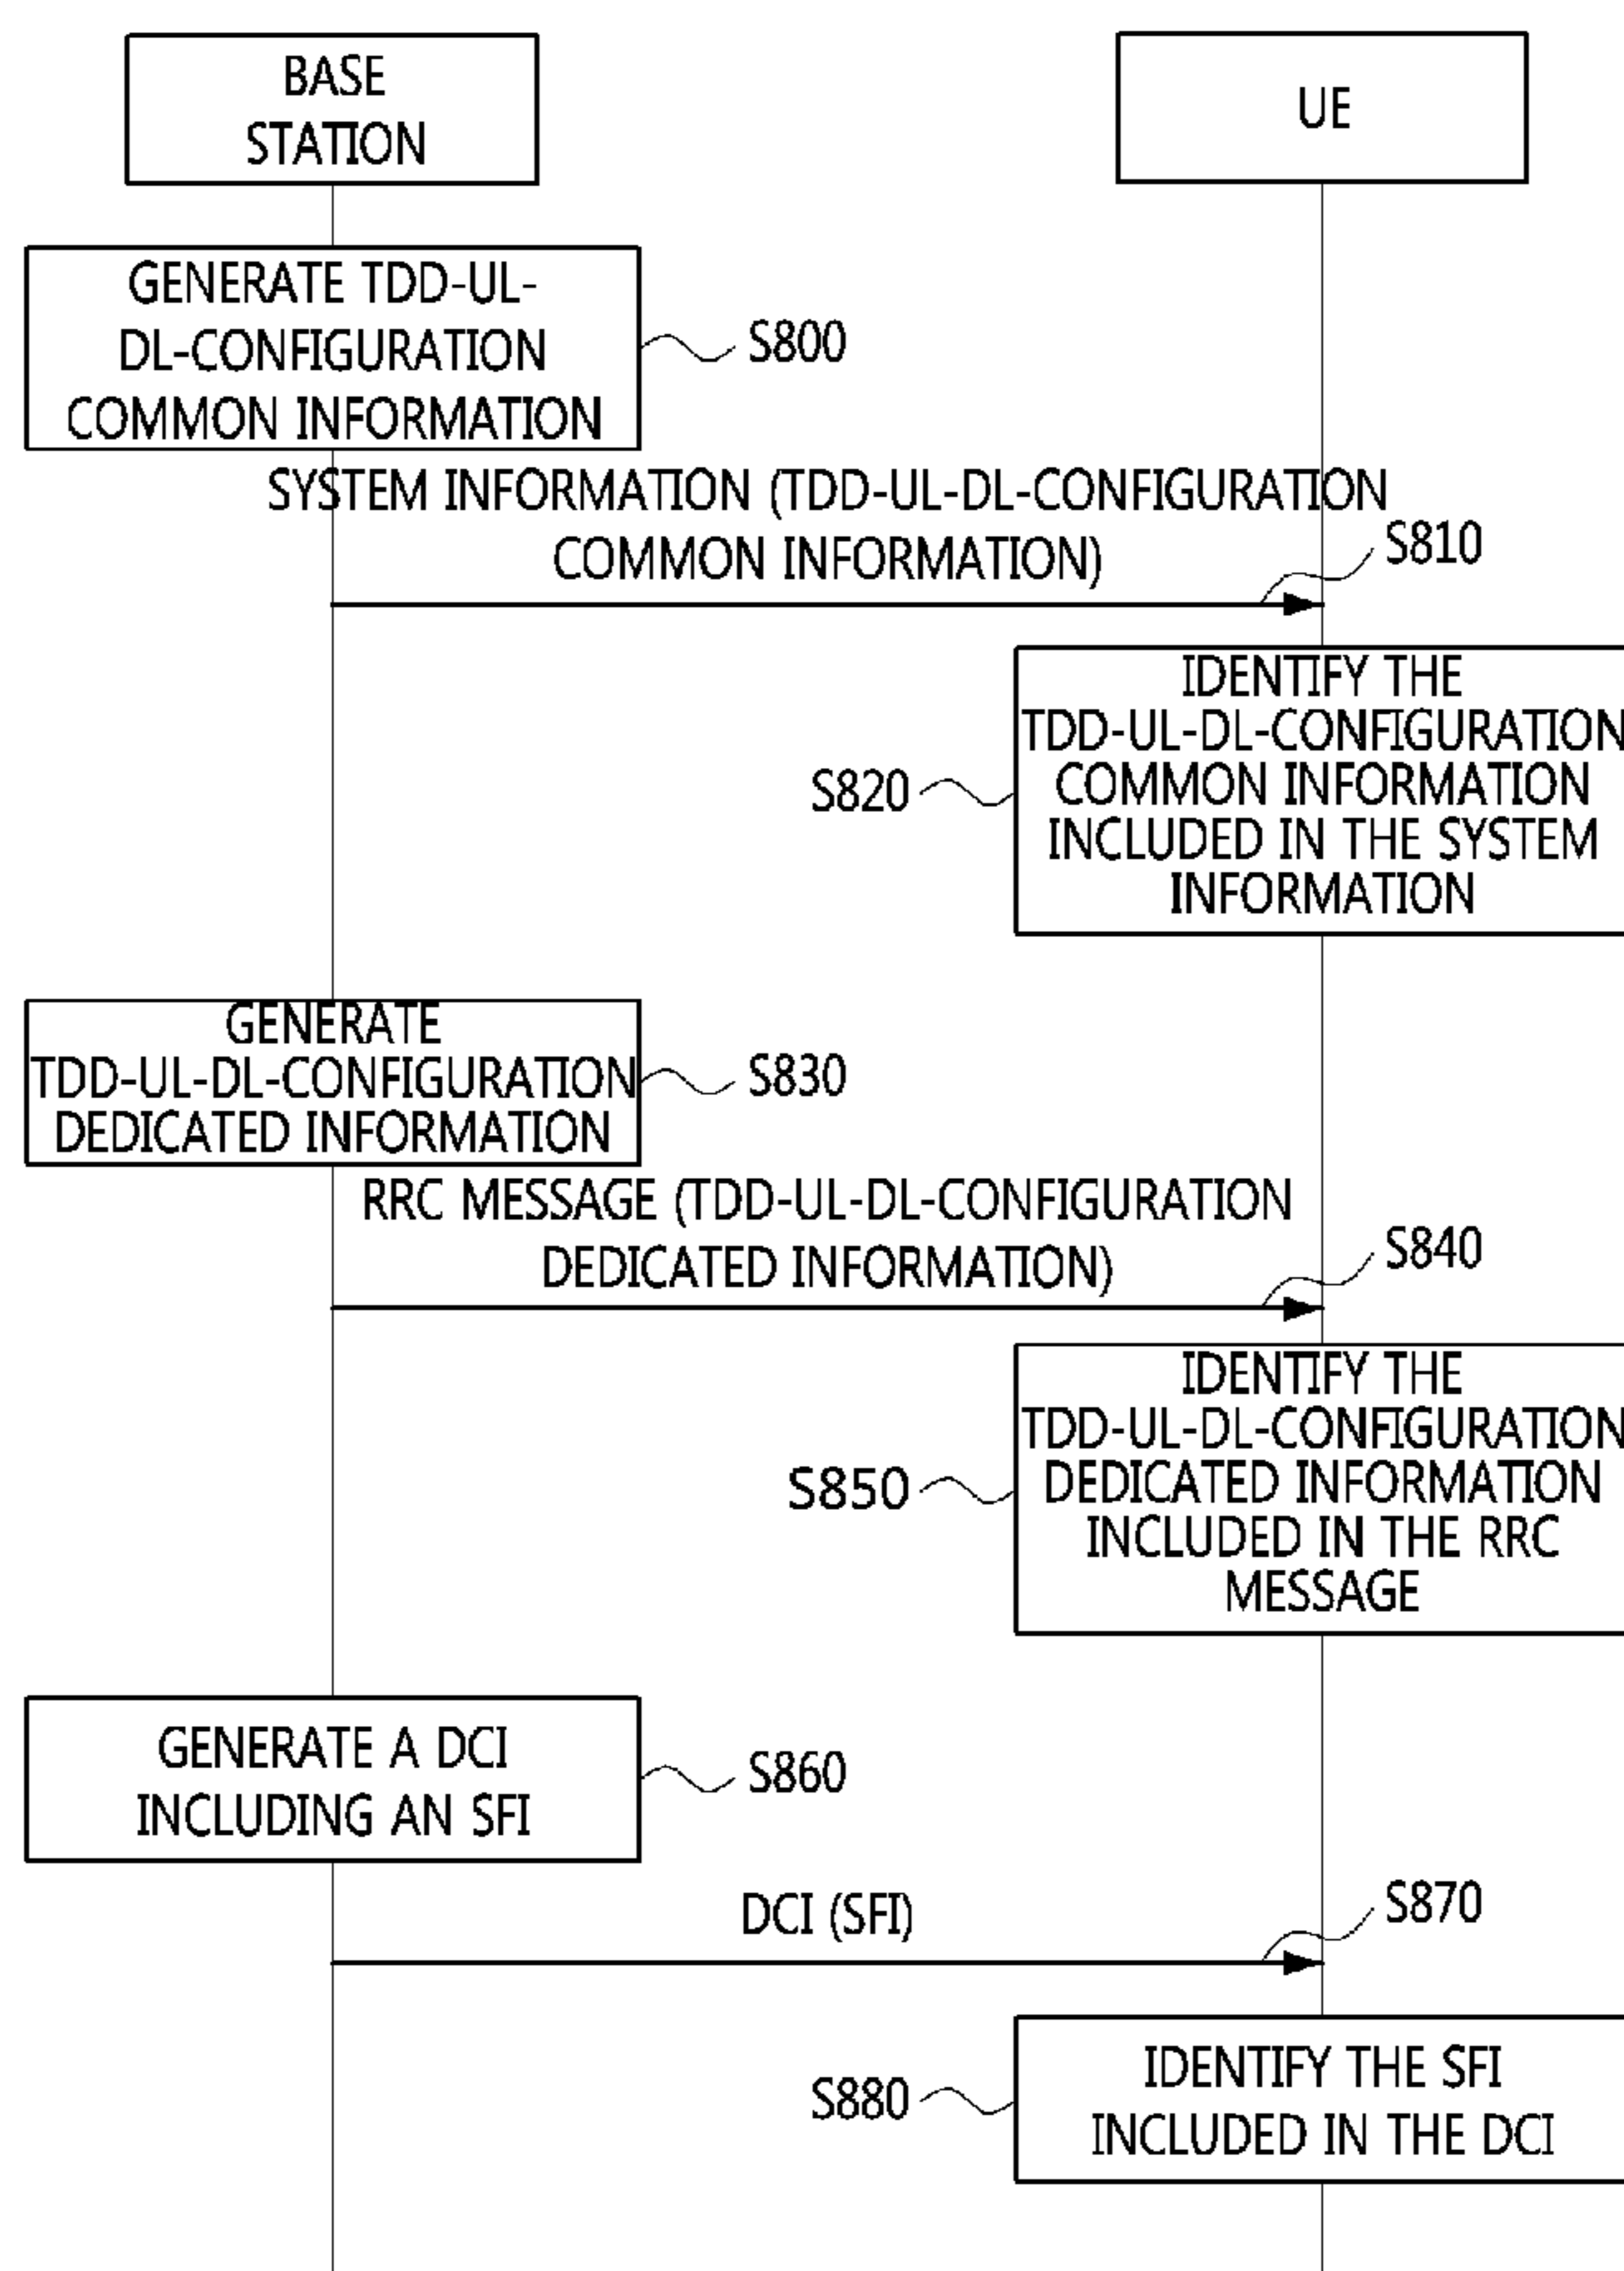 BASE
STATION
UE
GENERATE TDD-UL-
DL-CONFIGURATION
COMMON INFORMATION
S800
SYSTEM INFORMATION (TDD-UL-DL-CONFIGURATION
COMMON INFORMATION)
S810
IDENTIFY THE
TDD-UL-DL-CONFIGURATION
COMMON INFORMATION
INCLUDED IN THE SYSTEM
INFORMATION
S820
GENERATE
TDD-UL-DL-CONFIGURATION
DEDICATED INFORMATION
S830
RRC MESSAGE (TDD-UL-DL-CONFIGURATION
DEDICATED INFORMATION)
S840
IDENTIFY THE
TDD-UL-DL-CONFIGURATION
DEDICATED INFORMATION
INCLUDED IN THE RRC
MESSAGE
S850
GENERATE A DCI
INCLUDING AN SFI
S860
DCI (SFI)
S870
IDENTIFY THE SFI
INCLUDED IN THE DCI
S880